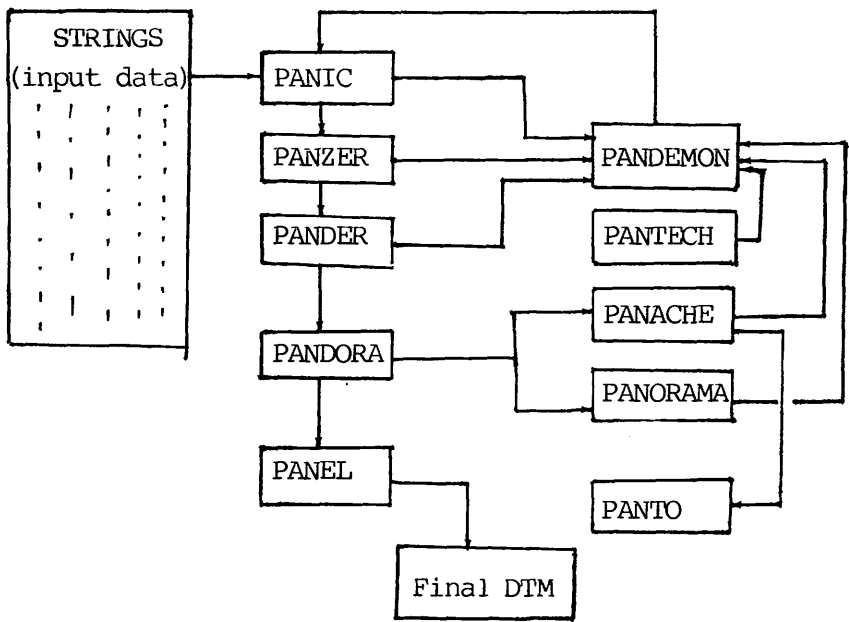 STRINGS
(input data)
PANIC
PANZER
PANDER
PANDORA
PANEL
PANDEMON
PANTECH
PANACHE
PANORAMA
PANTO
Final DTM